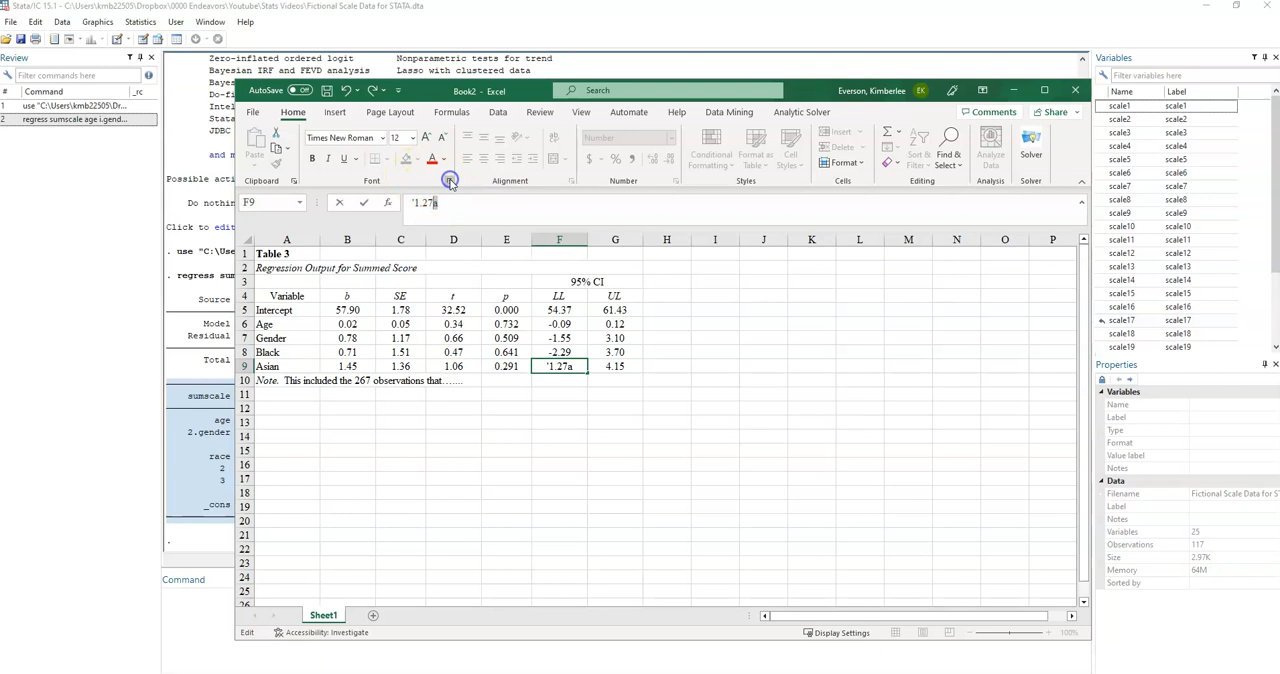 Stata/IC 15.1 - C:\Users\kmb22505\Dropbox\0000 Endeavors\Youtube\Stats Videos\Fictional Scale Data for STATA.dta
File Edit Data Graphics Statistics User Window Help
Review
Filter commands here
# Command _rc
1 use "C:\Users\kmb22505\Dr...
2 regress sumscale age i.gend...
Zero-inflated ordered logit Nonparametric tests for trend
Bayesian IRF and FEVD analysis Lasso with clustered data
Baye
Do-fi
Intel
Stata
JDBC
and m
Possible acti
Do nothin
Click to edit
. use "C:\Use
. regress sum
Source
Model
Residual
Total
sumscale
age
2.gender
race
2
3
_cons
.
Command
AutoSave Off
Book2 - Excel
Search
Everson, Kimberlee EK
File Home Insert Page Layout Formulas Data Review View Automate Help Data Mining Analytic Solver
Comments Share
Paste
Clipboard
Times New Roman 12
B I U
Font
Alignment
Number
$ % ,
Number
Conditional Formatting
Format as Table
Cell Styles
Styles
Insert
Delete
Format
Cells
Sort & Filter
Find & Select
Editing
Analyze Data
Analysis
Solver
Solver
F9 fx '1.27a
A B C D E F G H I J K L M N O P
1 Table 3
2 Regression Output for Summed Score
3 95% CI
4 Variable b SE t p LL UL
5 Intercept 57.90 1.78 32.52 0.000 54.37 61.43
6 Age 0.02 0.05 0.34 0.732 -0.09 0.12
7 Gender 0.78 1.17 0.66 0.509 -1.55 3.10
8 Black 0.71 1.51 0.47 0.641 -2.29 3.70
9 Asian 1.45 1.36 1.06 0.291 '1.27a 4.15
10 Note. This included the 267 observations that…....
11
12
13
14
15
16
17
18
19
20
21
22
23
24
25
26
Sheet1
Edit Accessibility: Investigate Display Settings 100%
Variables
Filter variables here
Name Label
scale1 scale1
scale2 scale2
scale3 scale3
scale4 scale4
scale5 scale5
scale6 scale6
scale7 scale7
scale8 scale8
scale9 scale9
scale10 scale10
scale11 scale11
scale12 scale12
scale13 scale13
scale14 scale14
scale15 scale15
scale16 scale16
scale17 scale17
scale18 scale18
scale19 scale19
Properties
Variables
Name
Label
Type
Format
Value label
Notes
Data
Filename Fictional Scale Data for ST
Label
Notes
Variables 25
Observations 117
Size 2.97K
Memory 64M
Sorted by